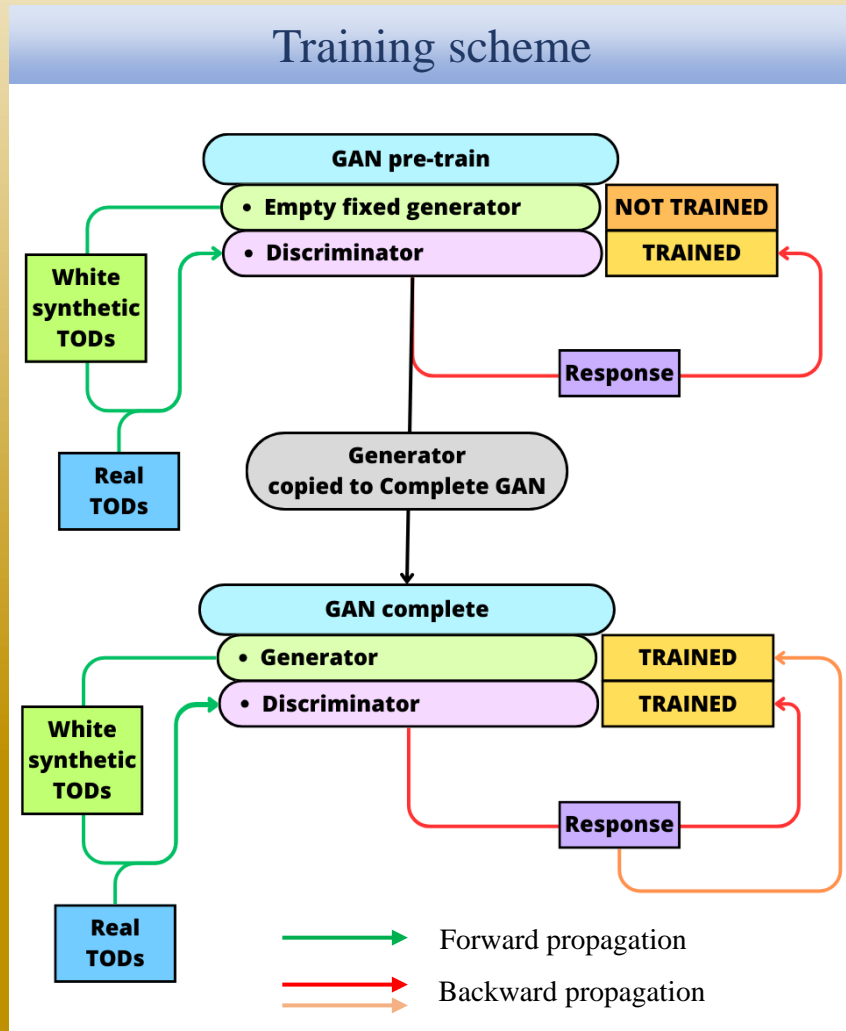 Training scheme
GAN pre-train
• Empty fixed generator
NOT TRAINED
• Discriminator
TRAINED
White
synthetic
TODs
Response
Real
TODs
Generator
copied to Complete GAN
GAN complete
• Generator
TRAINED
• Discriminator
TRAINED
White
synthetic
TODs
Response
Real
TODs
Forward propagation
Backward propagation